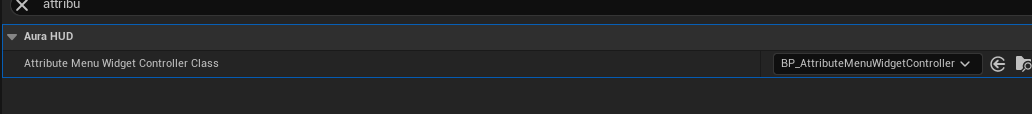 attribu
Aura HUD
Attribute Menu Widget Controller Class
BP_AttributeMenuWidgetController